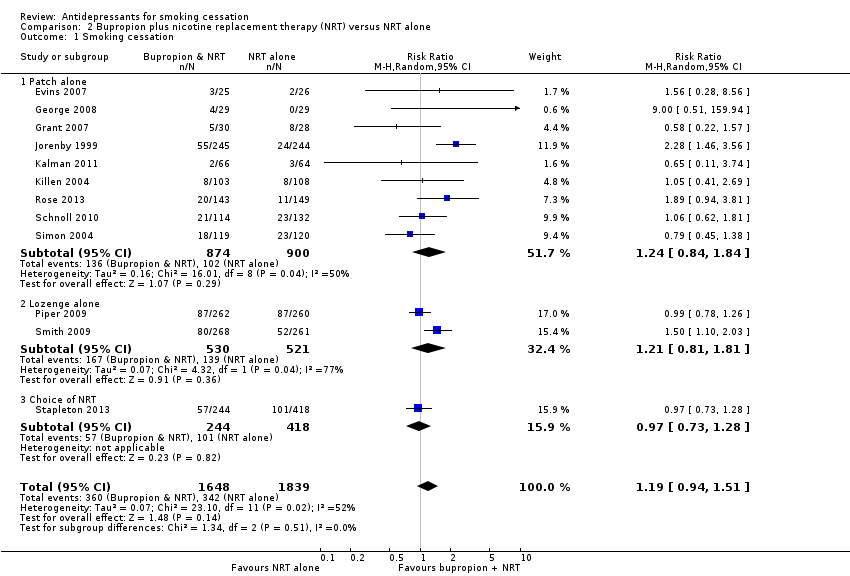 Review: Antidepressants for smoking cessation
Comparison: 2 Bupropion plus nicotine replacement therapy (NRT) versus NRT alone
Outcome: 1 Smoking cessation
Study or subgroup Bupropion & NRT NRT alone Risk Ratio Weight Risk Ratio
n/N n/N M-H,Random,95% CI M-H,Random,95% CI
1 Patch alone
Evins 2007 3/25 2/26 1.7 % 1.56 [ 0.28, 8.56 ]
George 2008 4/29 0/29 0.6 % 9.00 [ 0.51, 159.94 ]
Grant 2007 5/30 8/28 4.4 % 0.58 [ 0.22, 1.57 ]
Jorenby 1999 55/245 24/244 11.9 % 2.28 [ 1.46, 3.56 ]
Kalman 2011 2/66 3/64 1.6 % 0.65 [ 0.11, 3.74 ]
Killen 2004 8/103 8/108 4.8 % 1.05 [ 0.41, 2.69 ]
Rose 2013 20/143 11/149 7.3 % 1.89 [ 0.94, 3.81 ]
Schnoll 2010 21/114 23/132 9.9 % 1.06 [ 0.62, 1.81 ]
Simon 2004 18/119 23/120 9.4 % 0.79 [ 0.45, 1.38 ]
Subtotal (95% CI) 874 900 51.7 % 1.24 [ 0.84, 1.84 ]
Total events: 136 (Bupropion & NRT), 102 (NRT alone)
Heterogeneity: Tau² = 0.16; Chi² = 16.01, df = 8 (P = 0.04); I² =50%
Test for overall effect: Z = 1.07 (P = 0.29)
2 Lozenge alone
Piper 2009 87/262 87/260 17.0 % 0.99 [ 0.78, 1.26 ]
Smith 2009 80/268 52/261 15.4 % 1.50 [ 1.10, 2.03 ]
Subtotal (95% CI) 530 521 32.4 % 1.21 [ 0.81, 1.81 ]
Total events: 167 (Bupropion & NRT), 139 (NRT alone)
Heterogeneity: Tau² = 0.07; Chi² = 4.32, df = 1 (P = 0.04); I² =77%
Test for overall effect: Z = 0.91 (P = 0.36)
3 Choice of NRT
Stapleton 2013 57/244 101/418 15.9 % 0.97 [ 0.73, 1.28 ]
Subtotal (95% CI) 244 418 15.9 % 0.97 [ 0.73, 1.28 ]
Total events: 57 (Bupropion & NRT), 101 (NRT alone)
Heterogeneity: not applicable
Test for overall effect: Z = 0.23 (P = 0.82)
Total (95% CI) 1648 1839 100.0 % 1.19 [ 0.94, 1.51 ]
Total events: 360 (Bupropion & NRT), 342 (NRT alone)
Heterogeneity: Tau² = 0.07; Chi² = 23.10, df = 11 (P = 0.02); I² =52%
Test for overall effect: Z = 1.48 (P = 0.14)
Test for subgroup differences: Chi² = 1.34, df = 2 (P = 0.51), I² =0.0%
0.1 0.2 0.5 1 2 5 10
Favours NRT alone Favours bupropion + NRT